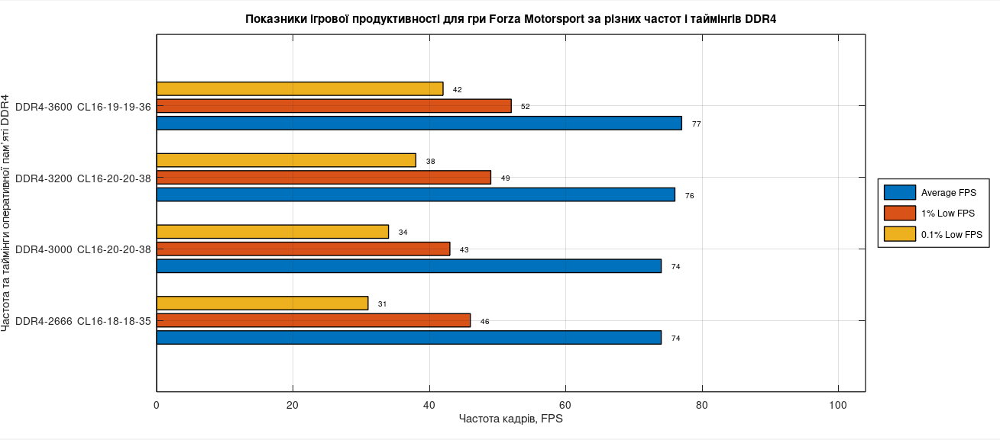 Показники ігрової продуктивності для гри Forza Motorsport за різних частот і таймінгів DDR4
Частота та таймінги оперативної пам'яті DDR4
DDR4-3600 CL16-19-19-36
42
52
77
DDR4-3200 CL16-20-20-38
38
49
76
DDR4-3000 CL16-20-20-38
34
43
74
DDR4-2666 CL16-18-18-35
31
46
74
0 20 40 60 80 100
Частота кадрів, FPS
Average FPS
1% Low FPS
0.1% Low FPS